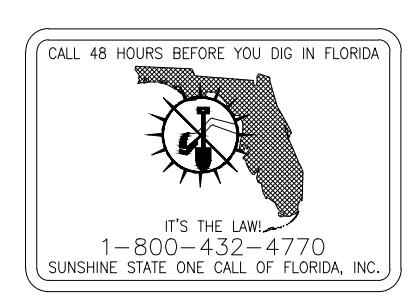 CALL 48 HOURS BEFORE YOU DIG IN FLORIDA
IT'S THE LAW!
1-800-432-4770
SUNSHINE STATE ONE CALL OF FLORIDA, INC.